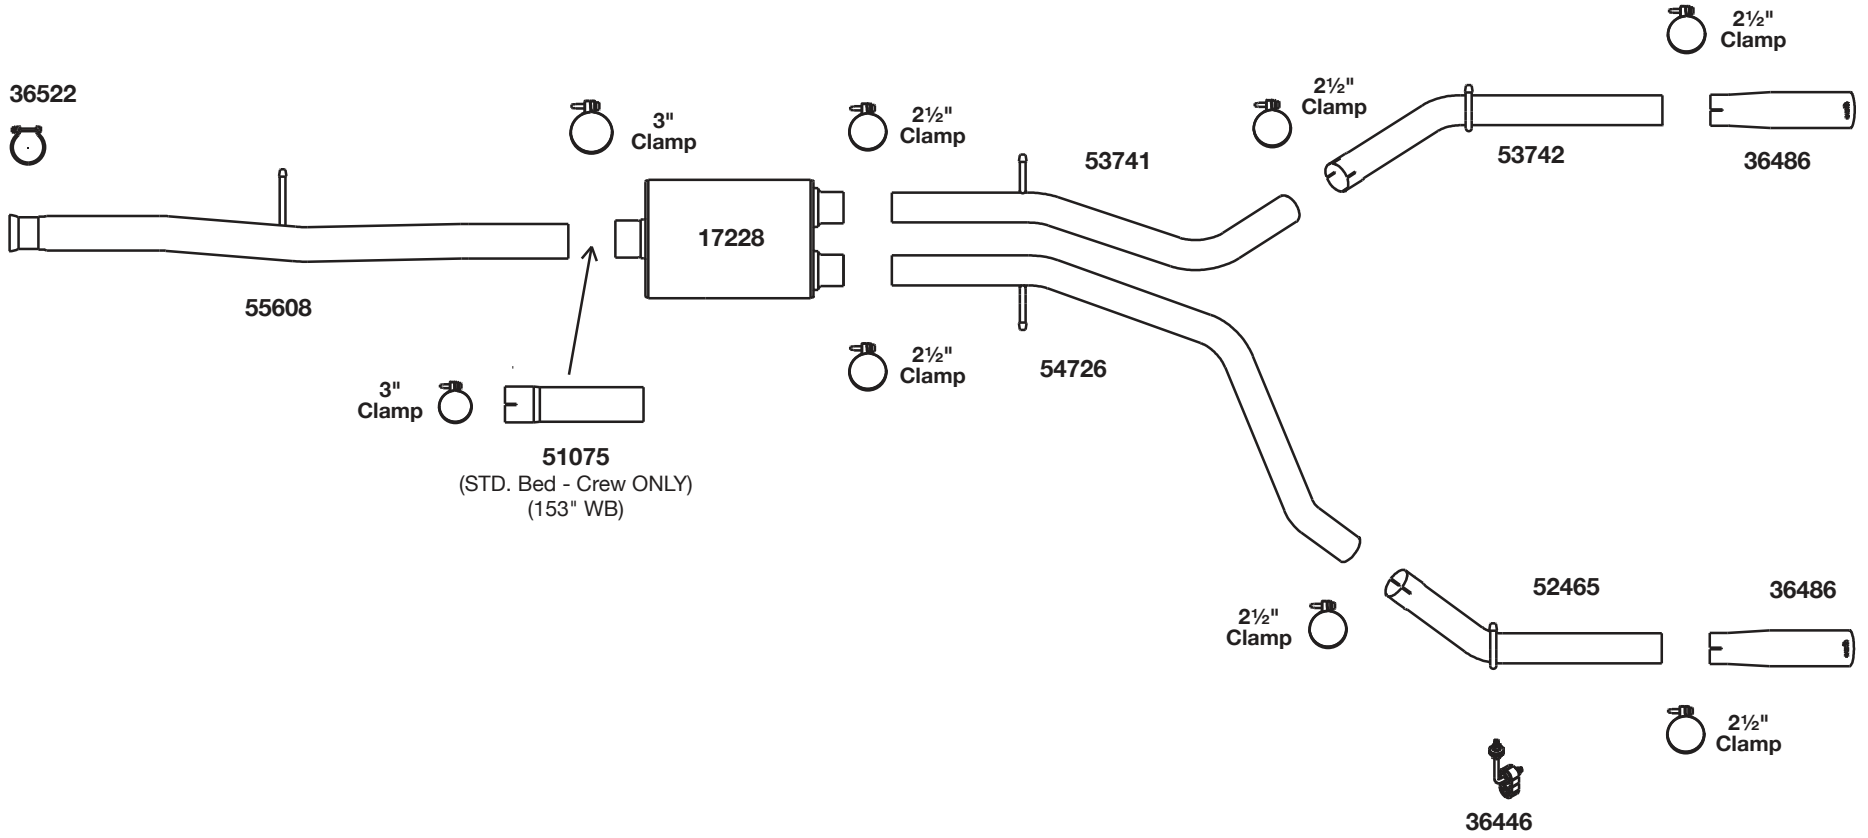 2½"
Clamp
36522
3"
Clamp
2½"
Clamp
2½"
Clamp
53741
53742
36486
17228
55608
2½"
Clamp
54726
3"
Clamp
51075
(STD. Bed - Crew ONLY)
(153" WB)
52465
36486
2½"
Clamp
2½"
Clamp
36446